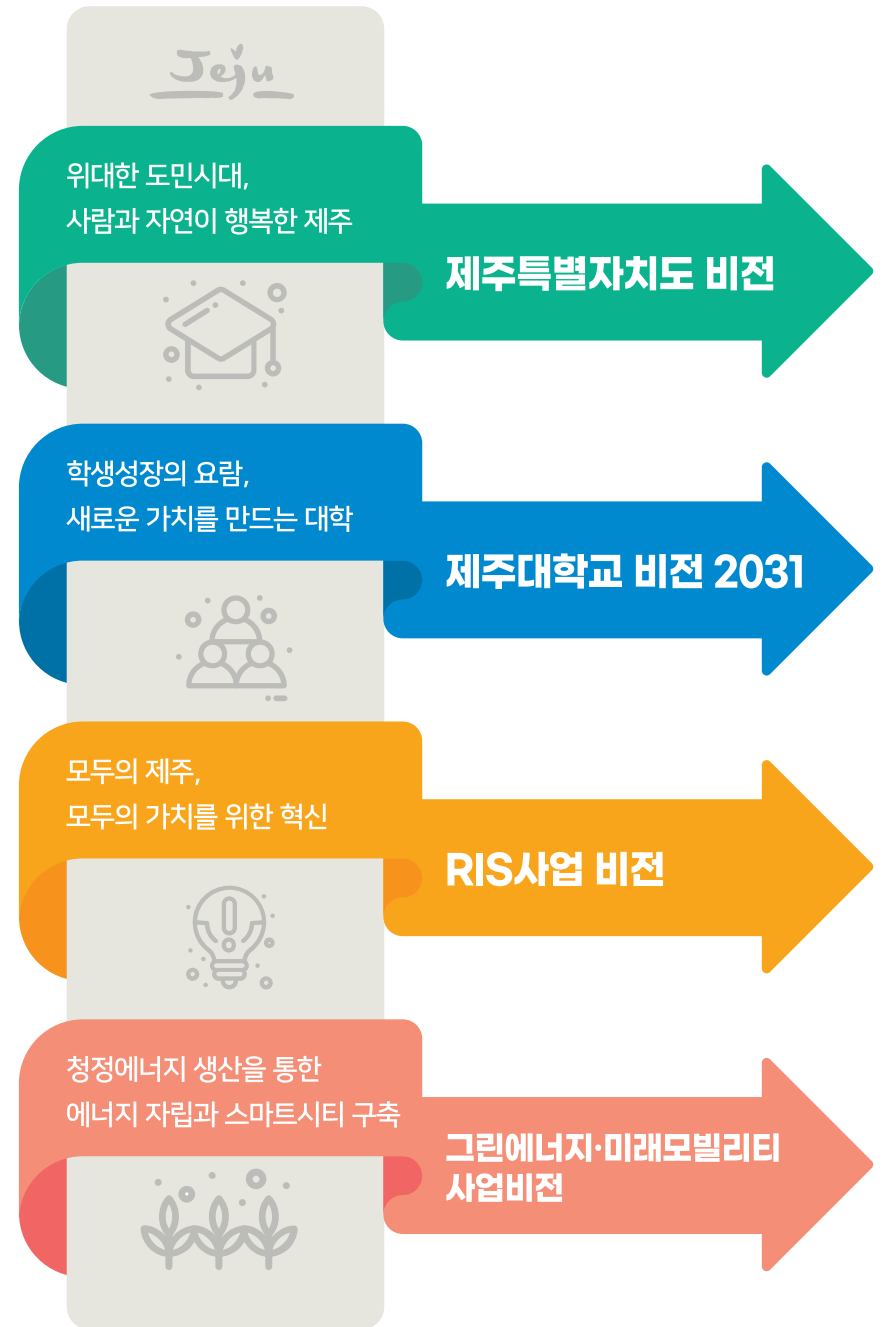 Jeju
위대한 도민시대,
사람과 자연이 행복한 제주
제주특별자치도 비전
학생성장의 요람,
새로운 가치를 만드는 대학
제주대학교 비전 2031
모두의 제주,
모두의 가치를 위한 혁신
RIS사업 비전
청정에너지 생산을 통한
에너지 자립과 스마트시티 구축
그린에너지·미래모빌리티
사업비전